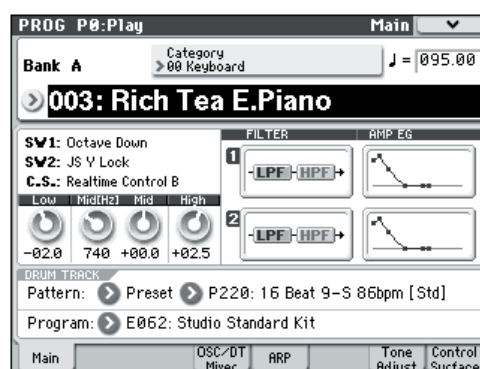 PROG P0:Play Main
Bank A
Category
00 Keyboard
♩= 095.00
003: Rich Tea E.Piano
SW1: Octave Down
SW2: JS Y Lock
C.S.: Realtime Control B
FILTER AMP EG
1 LPF HPF
2 LPF HPF
Low Mid[Hz] Mid High
-02.0 740 +00.0 +02.5
DRUM TRACK
Pattern: Preset P220: 16 Beat 9-S 86bpm [Std]
Program: E062: Studio Standard Kit
Main OSC/DT Mixer ARP Tone Adjust Control Surface